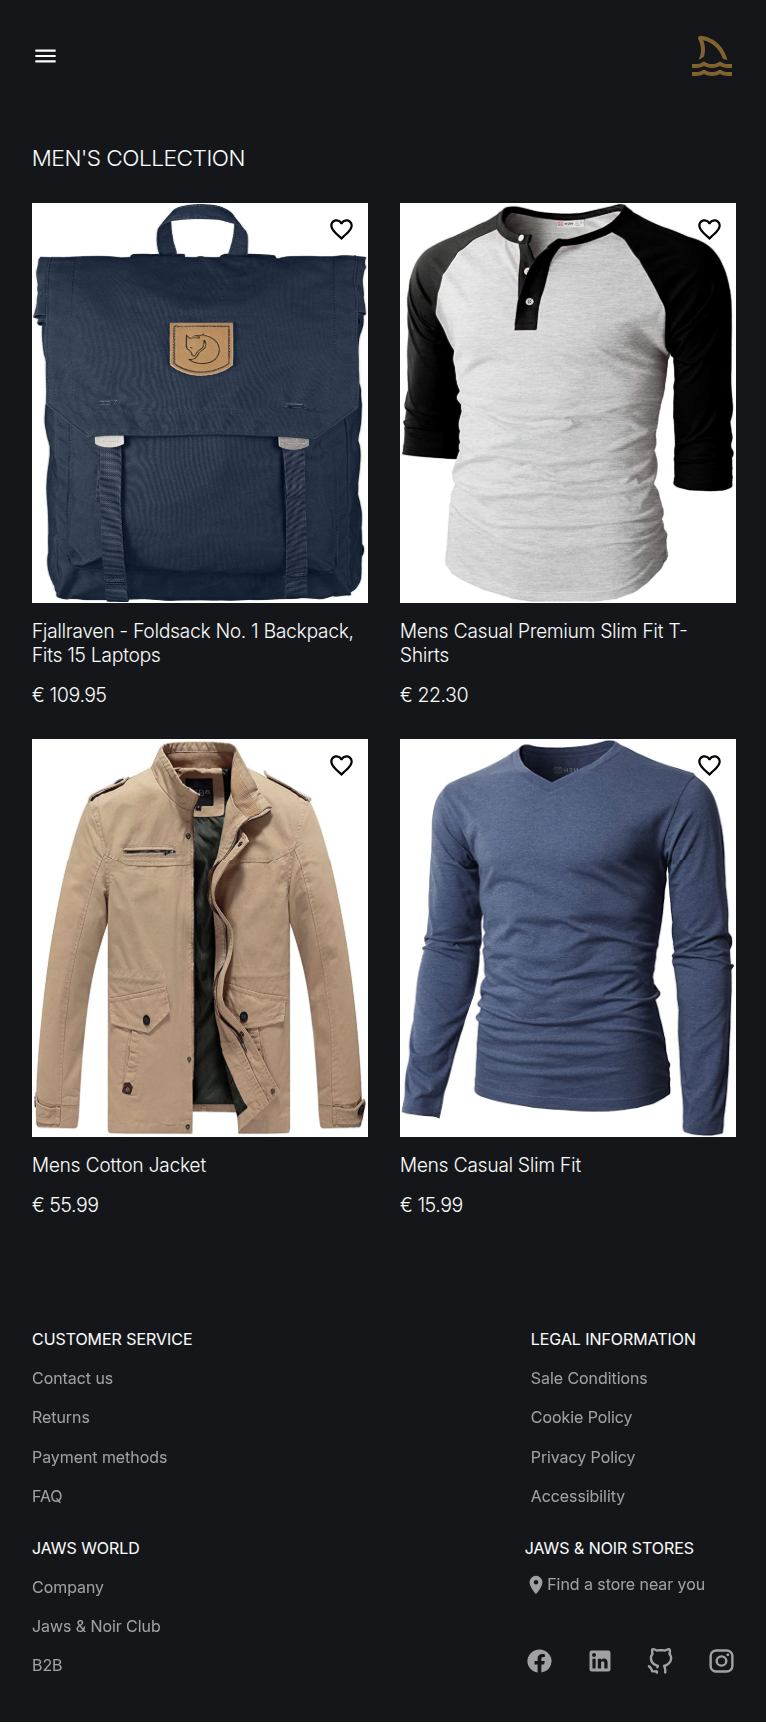 MEN'S COLLECTION
Fjallraven - Foldsack No. 1 Backpack,
Fits 15 Laptops
€ 109.95
Mens Casual Premium Slim Fit T-
Shirts
€ 22.30
Mens Cotton Jacket
€ 55.99
Mens Casual Slim Fit
€ 15.99
CUSTOMER SERVICE
Contact us
Returns
Payment methods
FAQ
LEGAL INFORMATION
Sale Conditions
Cookie Policy
Privacy Policy
Accessibility
JAWS WORLD
Company
Jaws & Noir Club
B2B
JAWS & NOIR STORES
Find a store near you